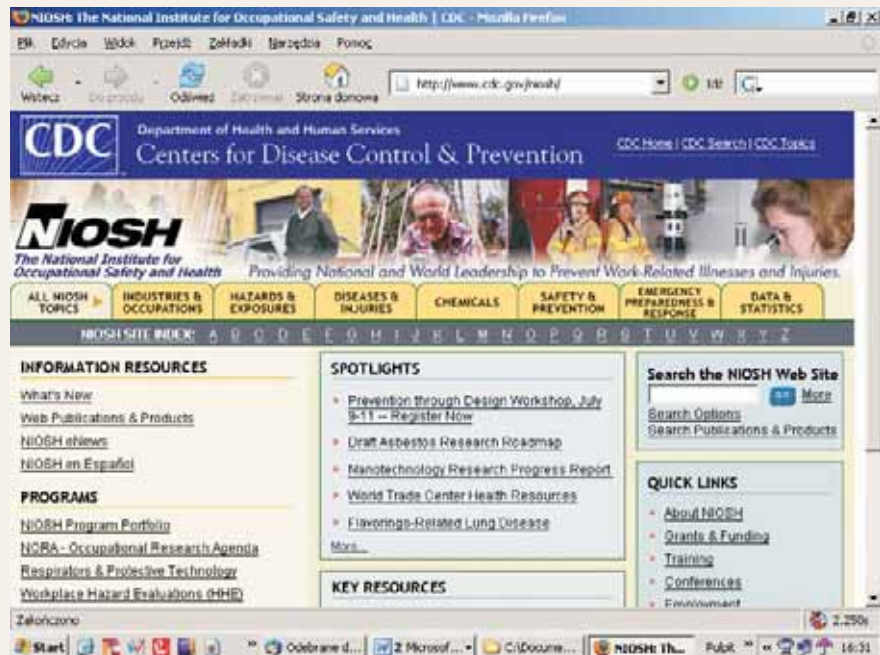 NIOSH: The National Institute for Occupational Safety and Health | CDC - Mozilla Firefox
Plik Edycja Widok Przejdź Zakładki Narzędzia Pomoc
Wstecz Do przodu Odśwież Zatrzymaj Strona domowa
http://www.cdc.gov/niosh/
CDC
Department of Health and Human Services
Centers for Disease Control & Prevention
CDC Home | CDC Search | CDC Topics
NIOSH
The National Institute for
Occupational Safety and Health
Providing National and World Leadership to Prevent Work-Related Illnesses and Injuries.
ALL NIOSH TOPICS
INDUSTRIES & OCCUPATIONS
HAZARDS & EXPOSURES
DISEASES & INJURIES
CHEMICALS
SAFETY & PREVENTION
EMERGENCY PREPAREDNESS & RESPONSE
DATA & STATISTICS
NIOSH SITE INDEX: A B C D E F G H I J K L M N O P Q R S T U V W X Y Z
INFORMATION RESOURCES
What's New
Web Publications & Products
NIOSH eNews
NIOSH en Español
PROGRAMS
NIOSH Program Portfolio
NORA - Occupational Research Agenda
Respirators & Protective Technology
Workplace Hazard Evaluations (HHE)
SPOTLIGHTS
Prevention through Design Workshop, July
9-11 -- Register Now
Draft Asbestos Research Roadmap
Nanotechnology Research Progress Report
World Trade Center Health Resources
Flavorings-Related Lung Disease
More...
KEY RESOURCES
Search the NIOSH Web Site
More
Search Options
Search Publications & Products
QUICK LINKS
About NIOSH
Grants & Funding
Training
Conferences
Employment
Zakończono
2.250s
Start
Odebrane d...
2 Microsof...
C:\Docume...
NIOSH: Th...
Pulpit
16:31